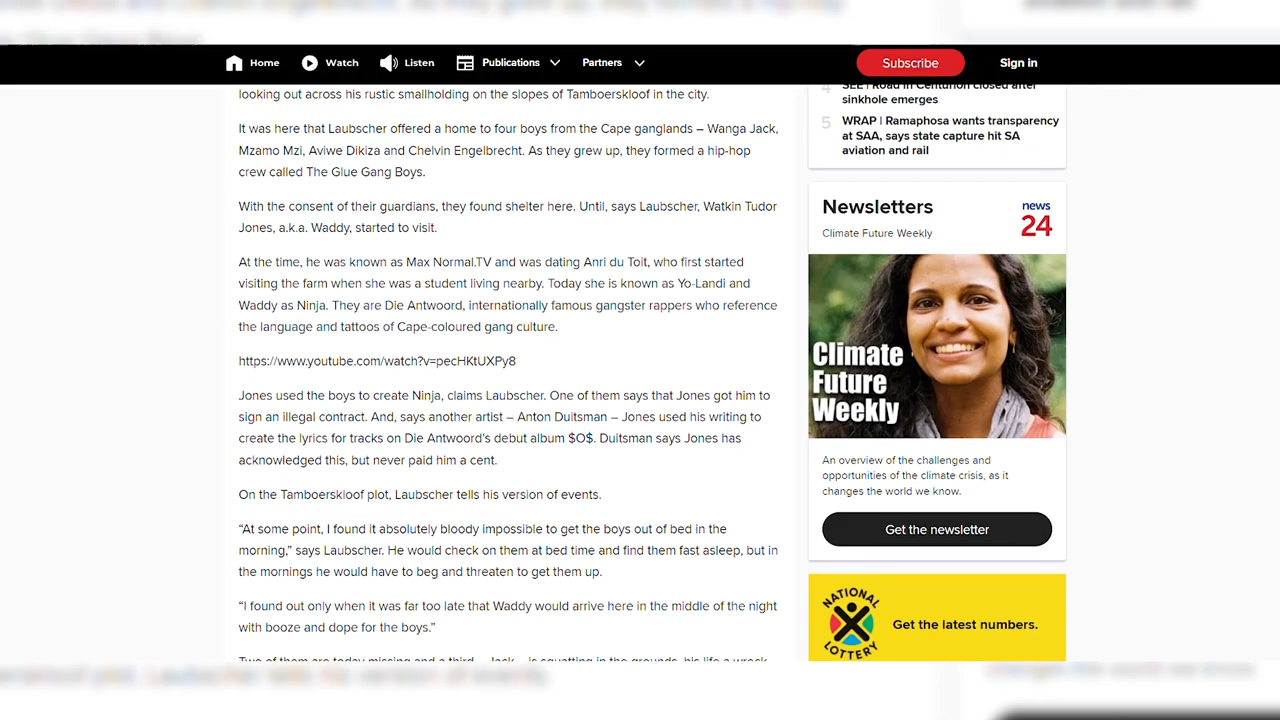 Home
Watch
Listen
Publications
Partners
Subscribe
Sign in
looking out across his rustic smallholding on the slopes of Tamboerskloof in the city.
It was here that Laubscher offered a home to four boys from the Cape ganglands – Wanga Jack,
Mzamo Mzi, Aviwe Dikiza and Chelvin Engelbrecht. As they grew up, they formed a hip-hop
crew called The Glue Gang Boys.
With the consent of their guardians, they found shelter here. Until, says Laubscher, Watkin Tudor
Jones, a.k.a. Waddy, started to visit.
At the time, he was known as Max Normal.TV and was dating Anri du Toit, who first started
visiting the farm when she was a student living nearby. Today she is known as Yo-Landi and
Waddy as Ninja. They are Die Antwoord, internationally famous gangster rappers who reference
the language and tattoos of Cape-coloured gang culture.
https://www.youtube.com/watch?v=pecHKtUXPy8
Jones used the boys to create Ninja, claims Laubscher. One of them says that Jones got him to
sign an illegal contract. And, says another artist – Anton Duitsman – Jones used his writing to
create the lyrics for tracks on Die Antwoord's debut album $O$. Duitsman says Jones has
acknowledged this, but never paid him a cent.
On the Tamboerskloof plot, Laubscher tells his version of events.
“At some point, I found it absolutely bloody impossible to get the boys out of bed in the
morning,” says Laubscher. He would check on them at bed time and find them fast asleep, but in
the mornings he would have to beg and threaten to get them up.
“I found out only when it was far too late that Waddy would arrive here in the middle of the night
with booze and dope for the boys.”
Two of them are today missing and a third – Jack – is squatting in the grounds, his life a wreck
4
SEE | Road in Centurion closed after
sinkhole emerges
5
WRAP | Ramaphosa wants transparency
at SAA, says state capture hit SA
aviation and rail
Newsletters
news
24
Climate Future Weekly
Climate
Future
Weekly
An overview of the challenges and
opportunities of the climate crisis, as it
changes the world we know.
Get the newsletter
NATIONAL
LOTTERY
Get the latest numbers.